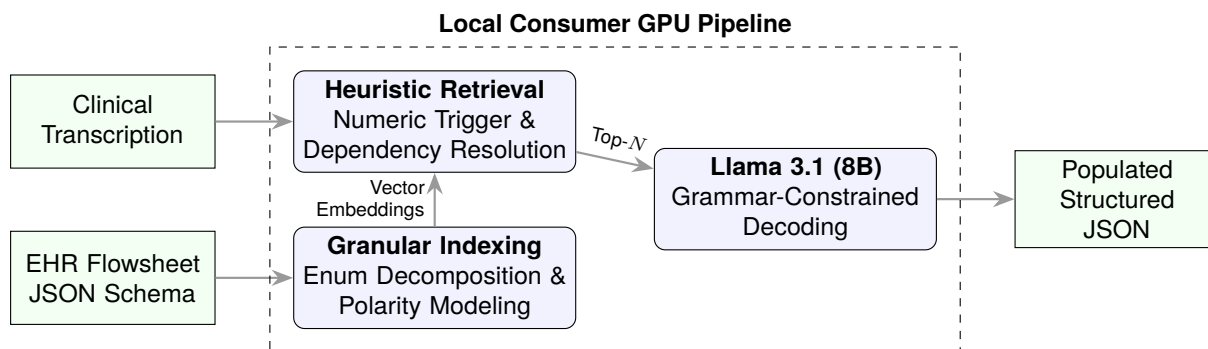 Local Consumer GPU Pipeline
Clinical
Transcription
Heuristic Retrieval
Numeric Trigger &
Dependency Resolution
Top-N
Llama 3.1 (8B)
Grammar-Constrained
Decoding
Populated
Structured
JSON
Vector
Embeddings
EHR Flowsheet
JSON Schema
Granular Indexing
Enum Decomposition &
Polarity Modeling